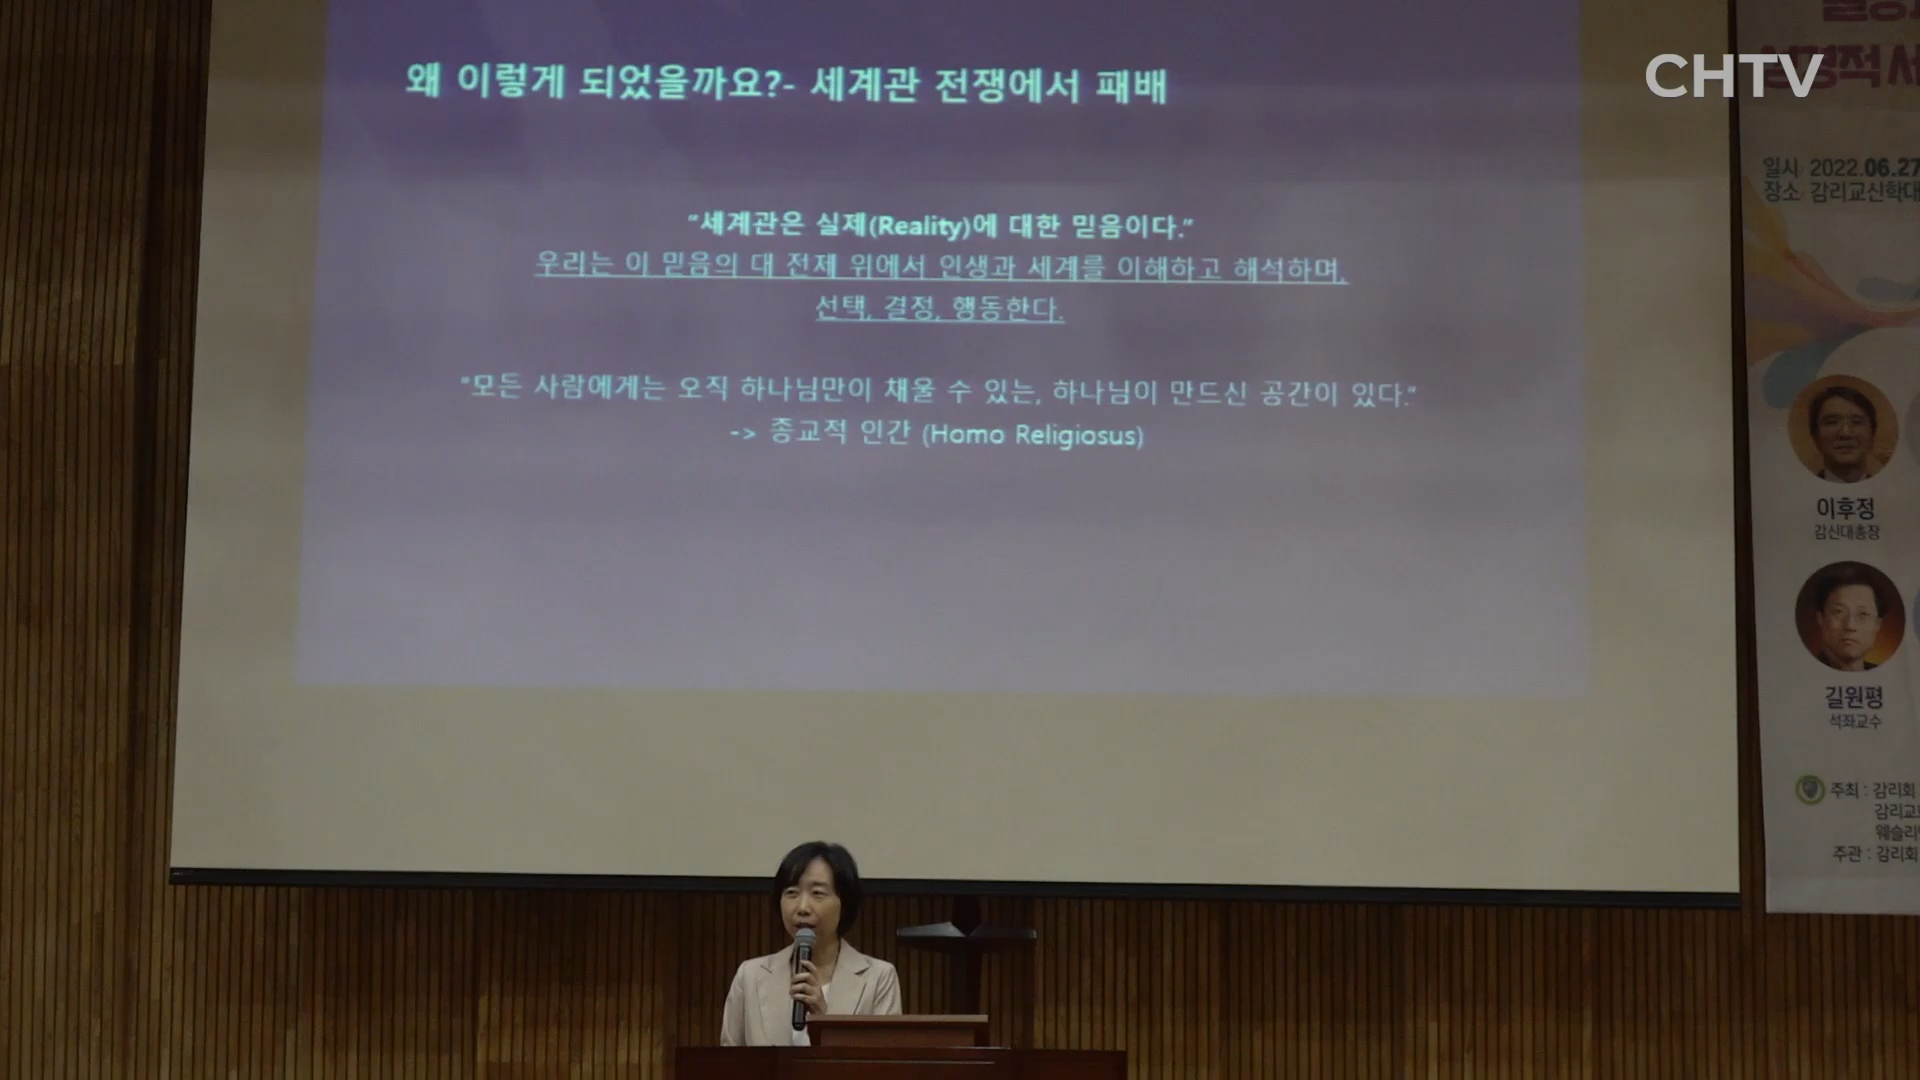 왜 이렇게 되었을까요?- 세계관 전쟁에서 패배
“세계관은 실제(Reality)에 대한 믿음이다.”
우리는 이 믿음의 대 전제 위에서 인생과 세계를 이해하고 해석하며,
선택, 결정, 행동한다.
“모든 사람에게는 오직 하나님만이 채울 수 있는, 하나님이 만드신 공간이 있다.”
-> 종교적 인간 (Homo Religiosus)
CHTV
성경적 세
일시 2022.06.27
장소 감리교신학대
이후정
감신대총장
길원평
석좌교수
주최 : 감리회
감리교
웨슬리
주관 : 감리회